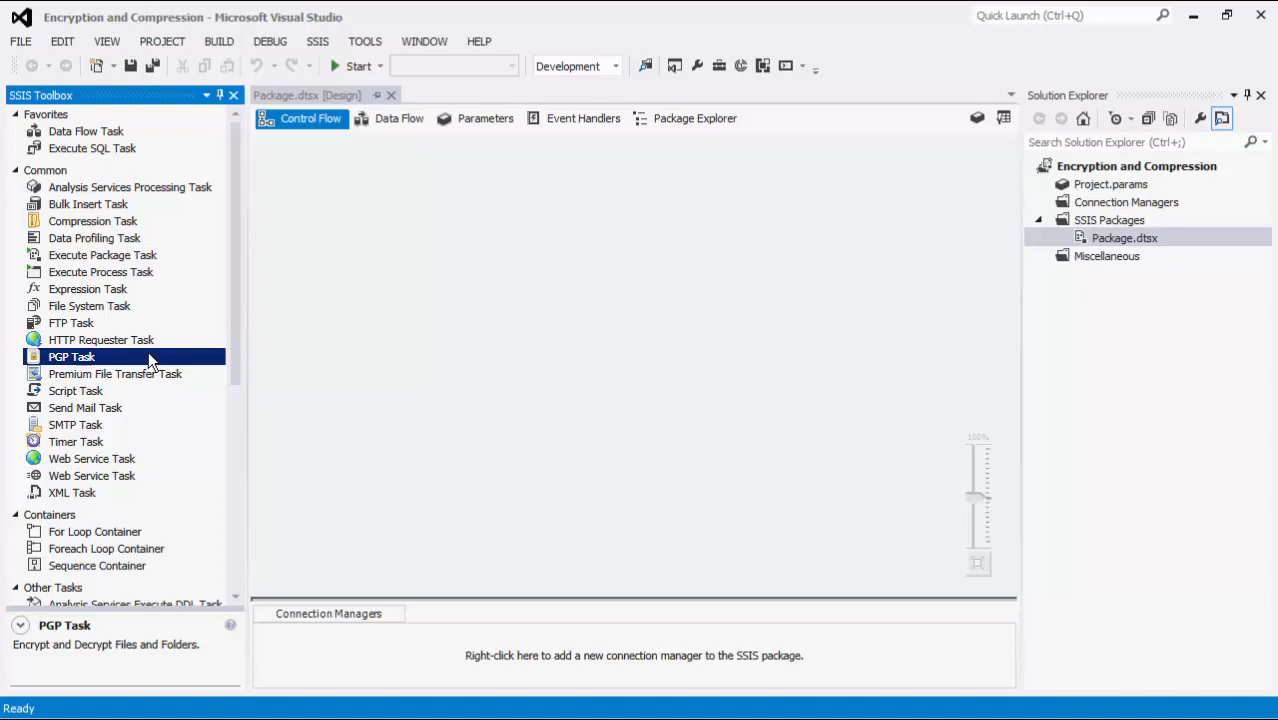 Encryption and Compression - Microsoft Visual Studio
Quick Launch (Ctrl+Q)
FILE EDIT VIEW PROJECT BUILD DEBUG SSIS TOOLS WINDOW HELP
Start
Development
SSIS Toolbox
Favorites
Data Flow Task
Execute SQL Task
Common
Analysis Services Processing Task
Bulk Insert Task
Compression Task
Data Profiling Task
Execute Package Task
Execute Process Task
Expression Task
File System Task
FTP Task
HTTP Requester Task
PGP Task
Premium File Transfer Task
Script Task
Send Mail Task
SMTP Task
Timer Task
Web Service Task
Web Service Task
XML Task
Containers
For Loop Container
Foreach Loop Container
Sequence Container
Other Tasks
Analysis Services Execute DDL Task
PGP Task
Encrypt and Decrypt Files and Folders.
Package.dtsx [Design]
Control Flow Data Flow Parameters Event Handlers Package Explorer
100%
Connection Managers
Right-click here to add a new connection manager to the SSIS package.
Solution Explorer
Search Solution Explorer (Ctrl+;)
Encryption and Compression
Project.params
Connection Managers
SSIS Packages
Package.dtsx
Miscellaneous
Ready